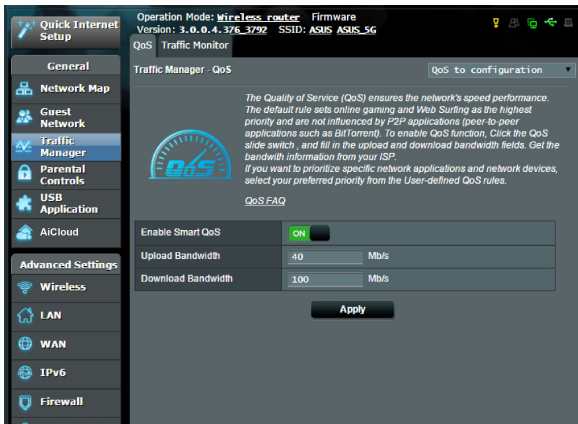 Quick Internet
Setup
General
Network Map
Guest
Network
Traffic
Manager
Parental
Controls
USB
Application
AiCloud
Advanced Settings
Wireless
LAN
WAN
IPv6
Firewall
Operation Mode: Wireless router Firmware
Version: 3.0.0.4.376_3792 SSID: ASUS ASUS_5G
QoS Traffic Monitor
Traffic Manager - QoS
QoS to configuration
QoS
The Quality of Service (QoS) ensures the network's speed performance.
The default rule sets online gaming and Web Surfing as the highest
priority and are not influenced by P2P applications (peer-to-peer
applications such as BitTorrent). To enable QoS function, Click the QoS
slide switch , and fill in the upload and download bandwidth fields. Get the
bandwith information from your ISP.
If you want to prioritize specific network applications and network devices,
select your preferred priority from the User-defined QoS rules.
QoS FAQ
Enable Smart QoS ON
Upload Bandwidth 40 Mb/s
Download Bandwidth 100 Mb/s
Apply